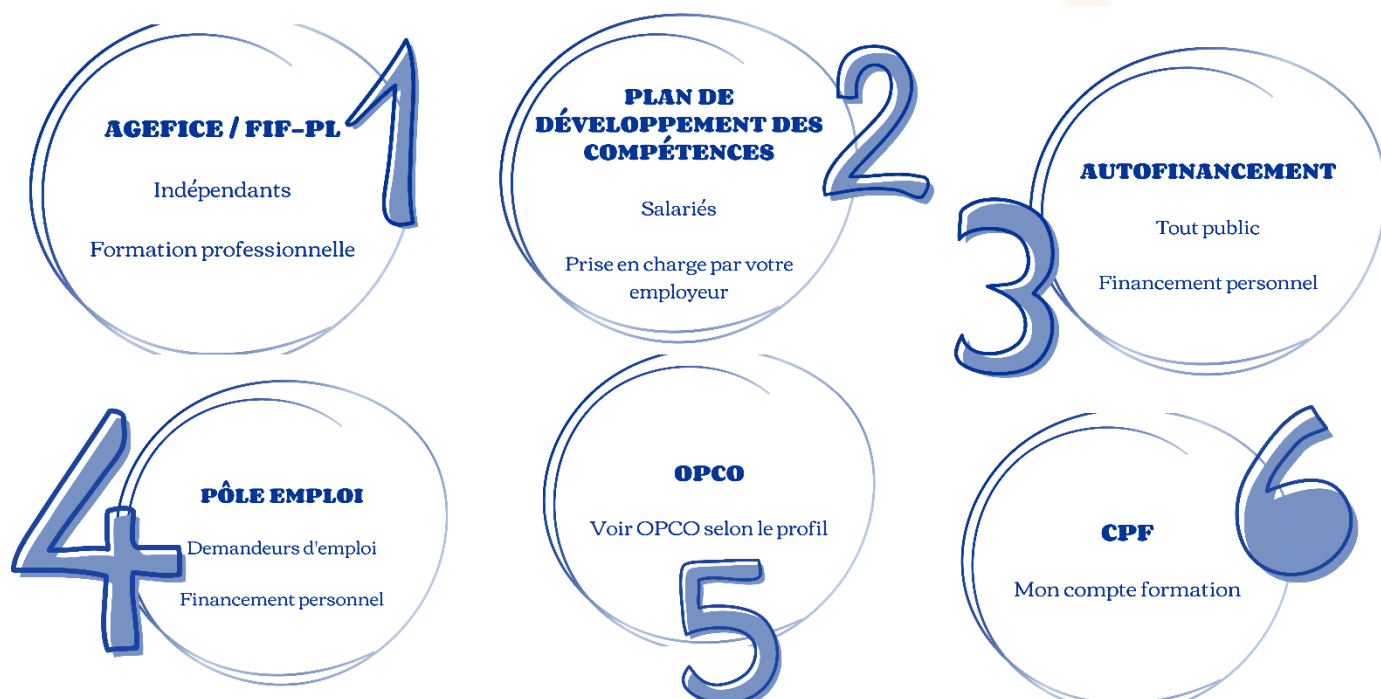 1
AGEFICE / FIF-PL
Indépendants
Formation professionnelle
2
PLAN DE
DÉVELOPPEMENT DES
COMPÉTENCES
Salariés
Prise en charge par votre
employeur
3
AUTOFINANCEMENT
Tout public
Financement personnel
4
PÔLE EMPLOI
Demandeurs d'emploi
Financement personnel
OPCO
Voir OPCO selon le profil
5
6
CPF
Mon compte formation